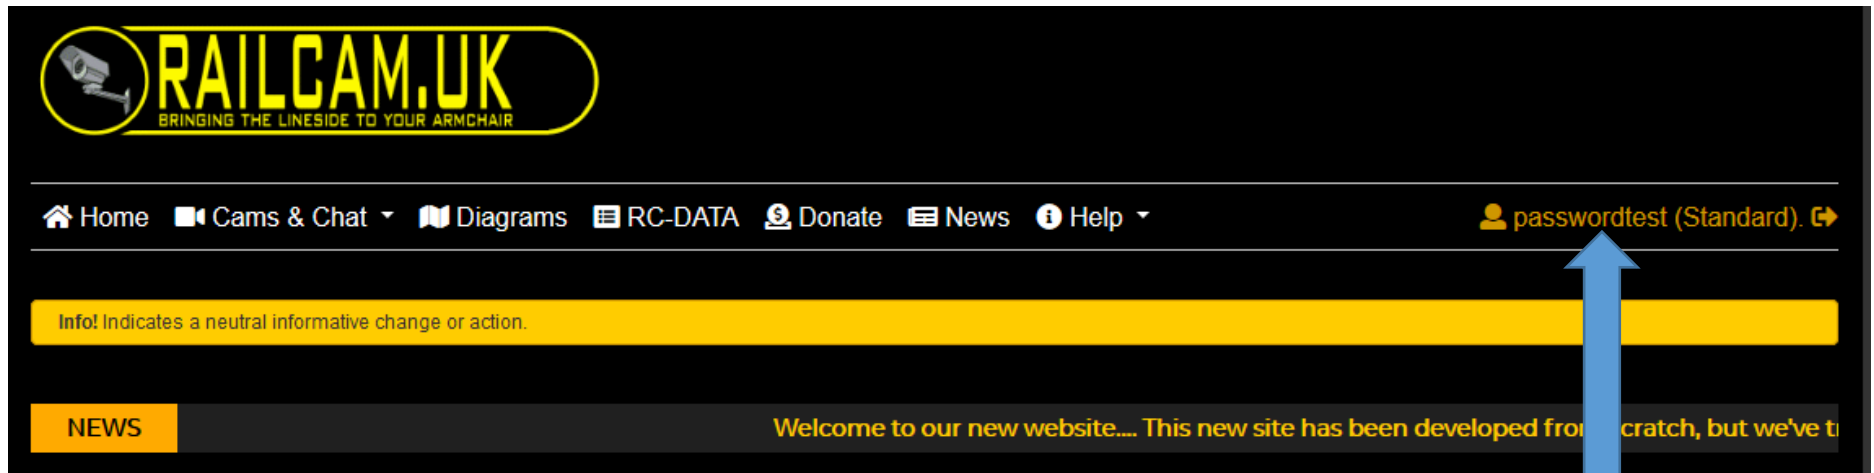 RAILCAM.UK
BRINGING THE LINESIDE TO YOUR ARMCHAIR
Home Cams & Chat Diagrams RC-DATA Donate News Help passwordtest (Standard).
Info! Indicates a neutral informative change or action.
NEWS Welcome to our new website.... This new site has been developed from scratch, but we've